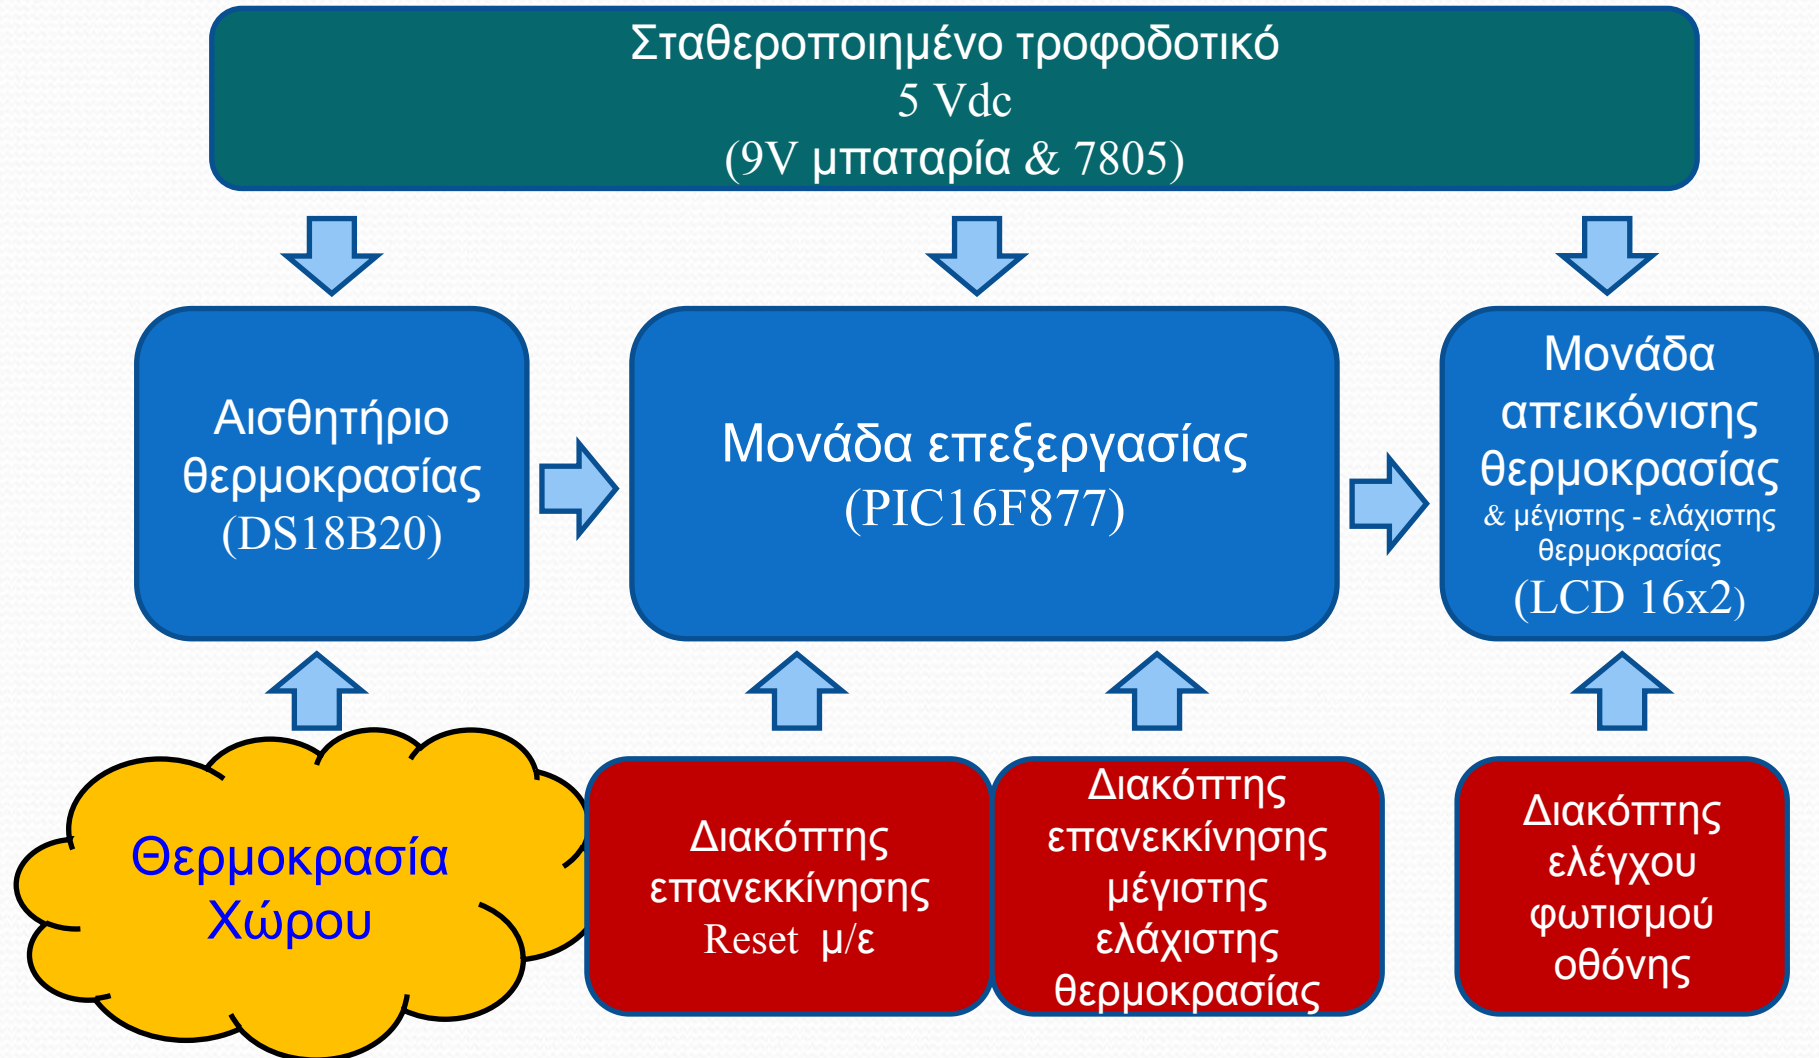 Σταθεροποιημένο τροφοδοτικό
5 Vdc
(9V μπαταρία & 7805)
Αισθητήριο
θερμοκρασίας
(DS18B20)
Μονάδα επεξεργασίας
(PIC16F877)
Μονάδα
απεικόνισης
θερμοκρασίας
& μέγιστης - ελάχιστης
θερμοκρασίας
(LCD 16x2)
Θερμοκρασία
Χώρου
Διακόπτης
επανεκκίνησης
Reset μ/ε
Διακόπτης
επανεκκίνησης
μέγιστης
ελάχιστης
θερμοκρασίας
Διακόπτης
ελέγχου
φωτισμού
οθόνης